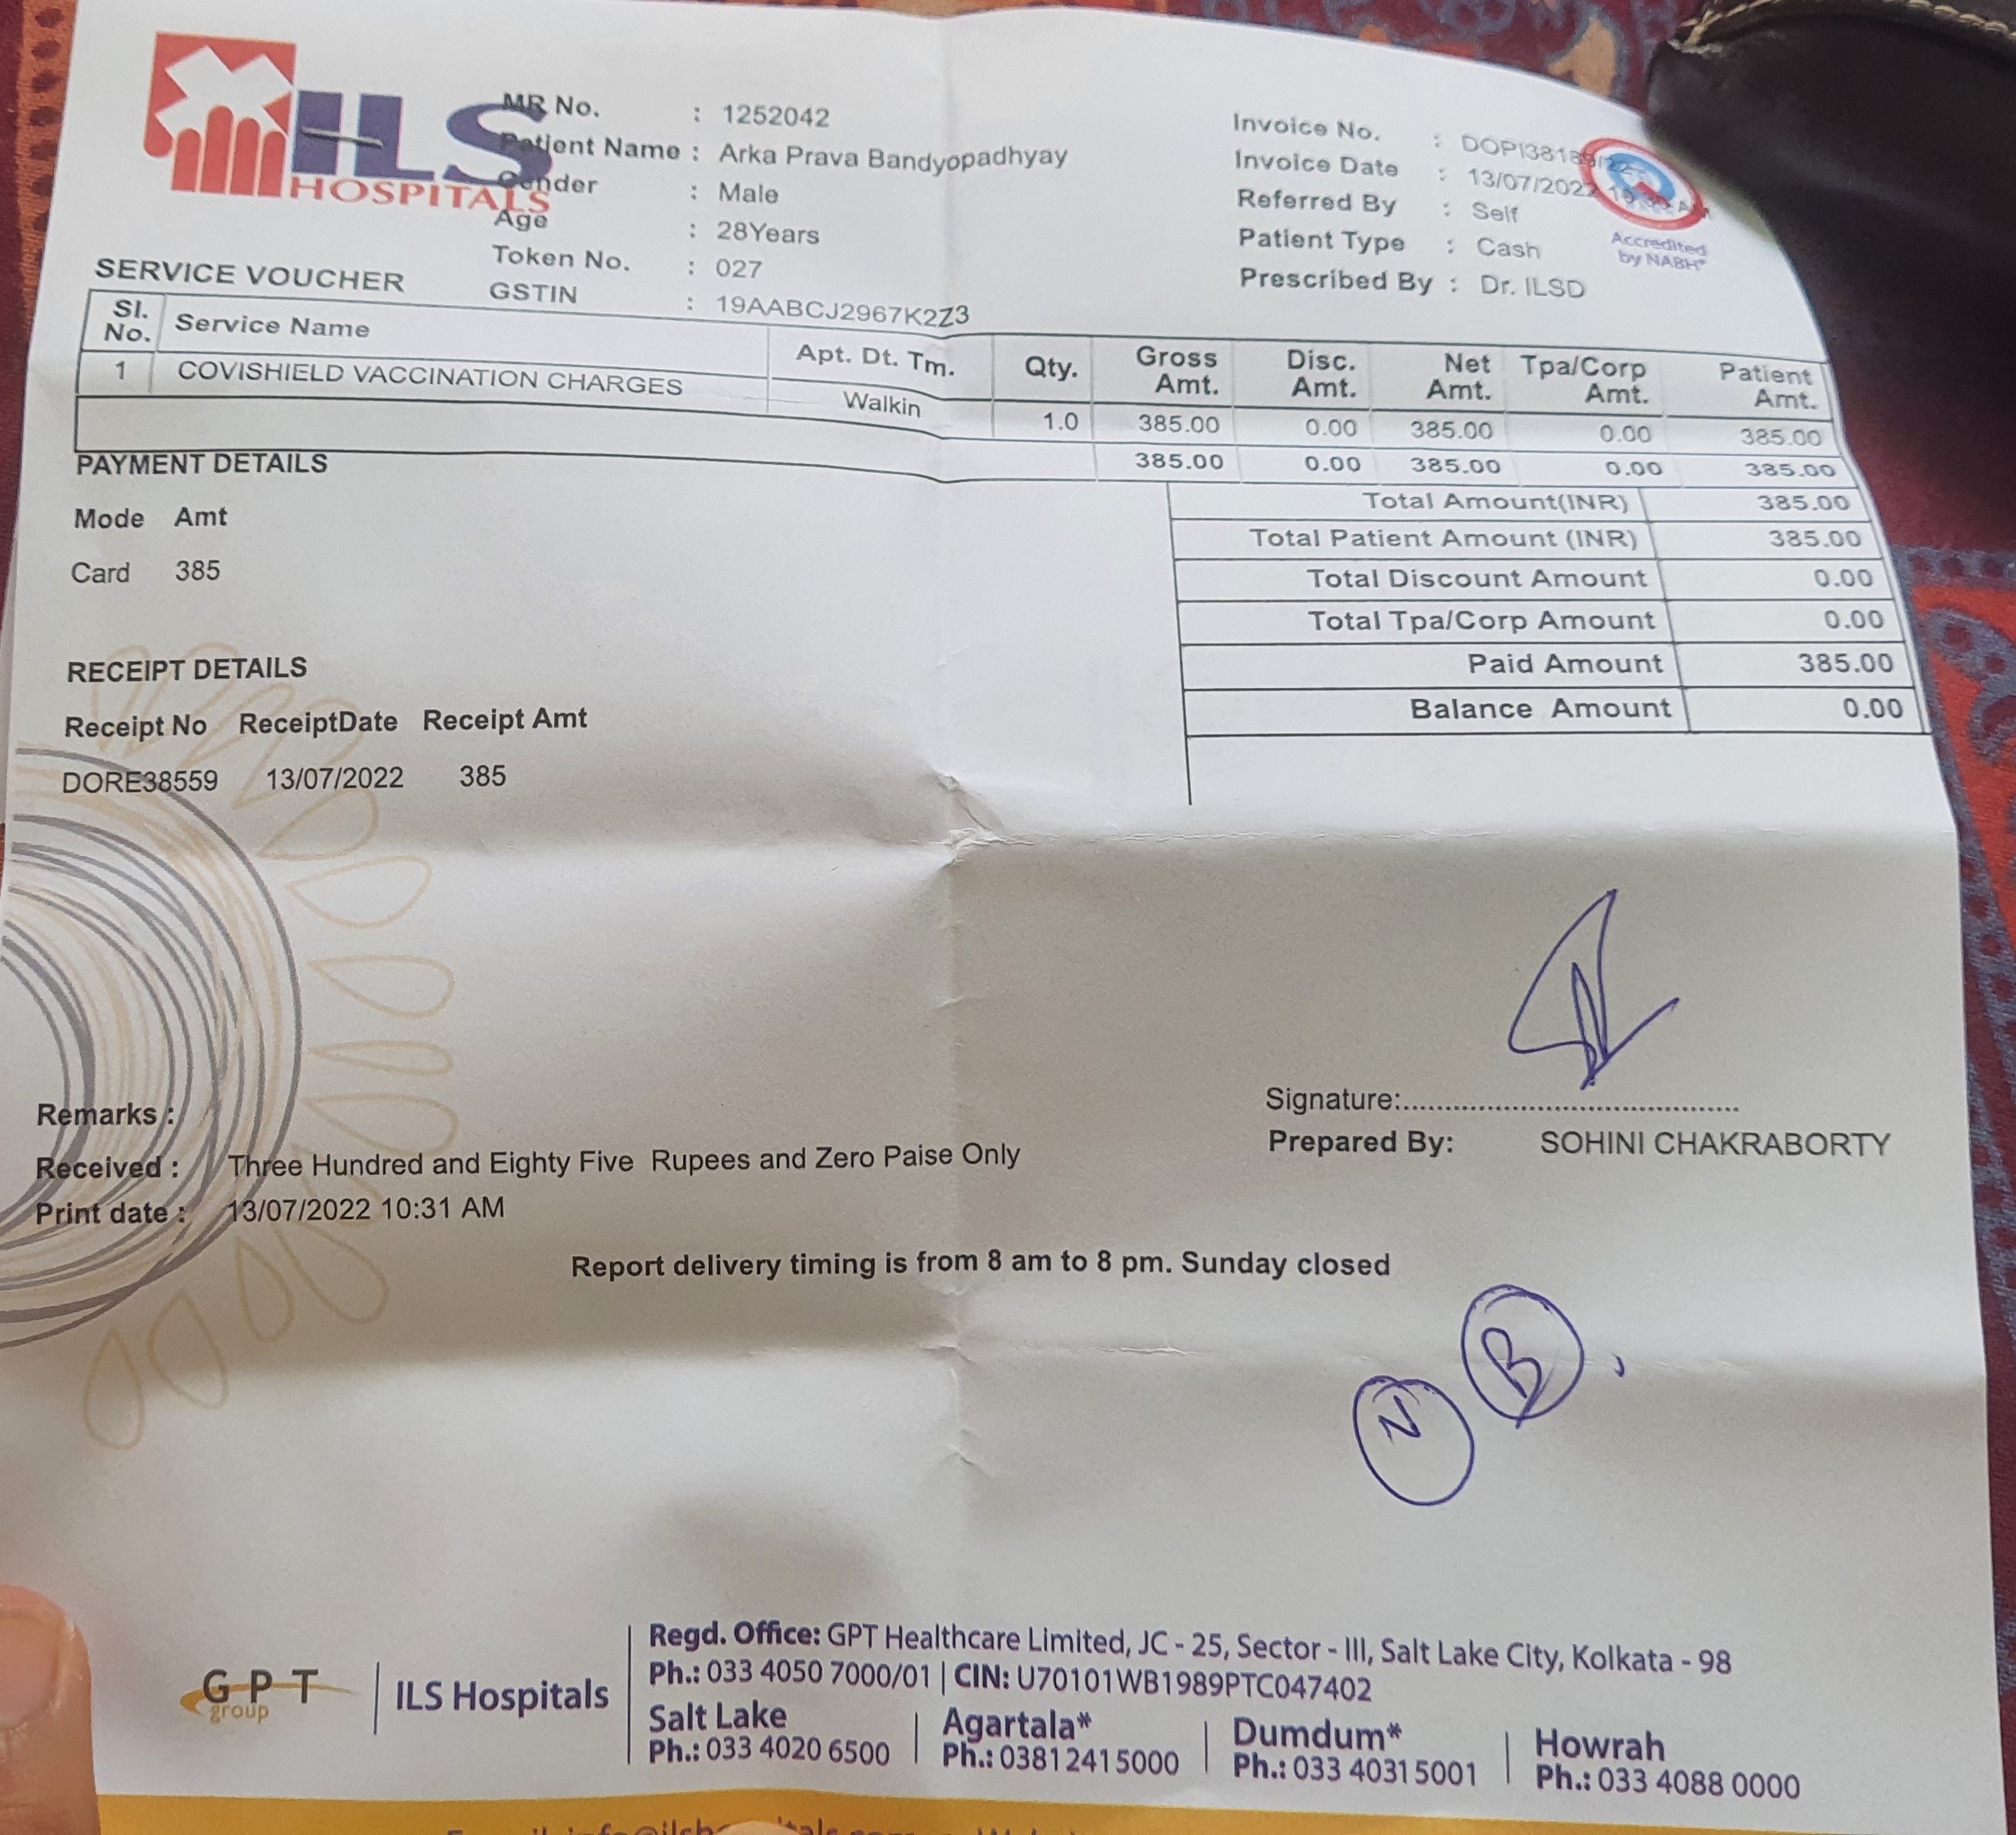 ILS
HOSPITALS
MR No. : 1252042
Patient Name : Arka Prava Bandyopadhyay
Gender : Male
Age : 28Years
Token No. : 027
GSTIN : 19AABCJ2967K2Z3
Invoice No. : DOPI38189/22-
Invoice Date : 13/07/2022
Referred By : Self
Patient Type : Cash
Prescribed By : Dr. ILSD
Accredited
by NABH
SERVICE VOUCHER
Sl. No. Service Name Apt. Dt. Tm. Qty. Gross Amt. Disc. Amt. Net Amt. Tpa/Corp Amt. Patient Amt.
1 COVISHIELD VACCINATION CHARGES Walkin 1.0 385.00 0.00 385.00 0.00 385.00
385.00 0.00 385.00 0.00 385.00
Total Amount(INR) 385.00
Total Patient Amount (INR) 385.00
Total Discount Amount 0.00
Total Tpa/Corp Amount 0.00
Paid Amount 385.00
Balance Amount 0.00
PAYMENT DETAILS
Mode Amt
Card 385
RECEIPT DETAILS
Receipt No ReceiptDate Receipt Amt
DORE38559 13/07/2022 385
Signature:
Prepared By: SOHINI CHAKRABORTY
Remarks :
Received : Three Hundred and Eighty Five Rupees and Zero Paise Only
Print date : 13/07/2022 10:31 AM
Report delivery timing is from 8 am to 8 pm. Sunday closed
B
N
GPT
group
ILS Hospitals
Regd. Office: GPT Healthcare Limited, JC - 25, Sector - III, Salt Lake City, Kolkata - 98
Ph.: 033 4050 7000/01 | CIN: U70101WB1989PTC047402
Salt Lake
Ph.: 033 4020 6500
Agartala*
Ph.: 03812415000
Dumdum*
Ph.: 033 40315001
Howrah
Ph.: 033 4088 0000